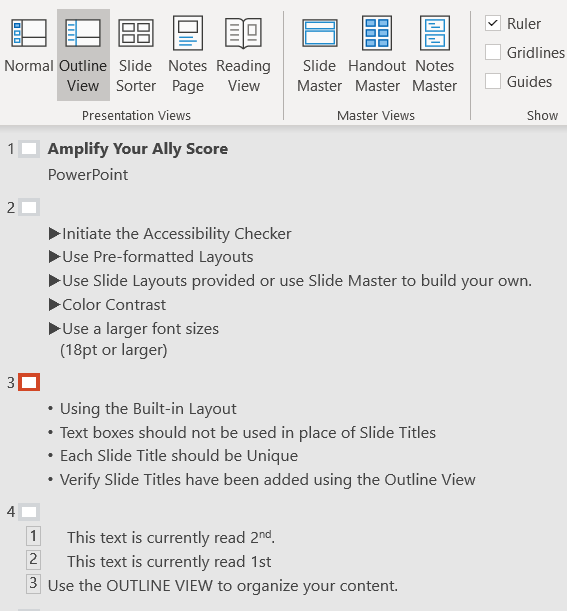 Normal Outline View Slide Sorter Notes Page Reading View Slide Master Handout Master Notes Master
Ruler
Gridlines
Guides
Presentation Views Master Views Show
1 Amplify Your Ally Score
PowerPoint
2
▶Initiate the Accessibility Checker
▶Use Pre-formatted Layouts
▶Use Slide Layouts provided or use Slide Master to build your own.
▶Color Contrast
▶Use a larger font sizes
(18pt or larger)
3
• Using the Built-in Layout
• Text boxes should not be used in place of Slide Titles
• Each Slide Title should be Unique
• Verify Slide Titles have been added using the Outline View
4
1 This text is currently read 2nd.
2 This text is currently read 1st
3 Use the OUTLINE VIEW to organize your content.